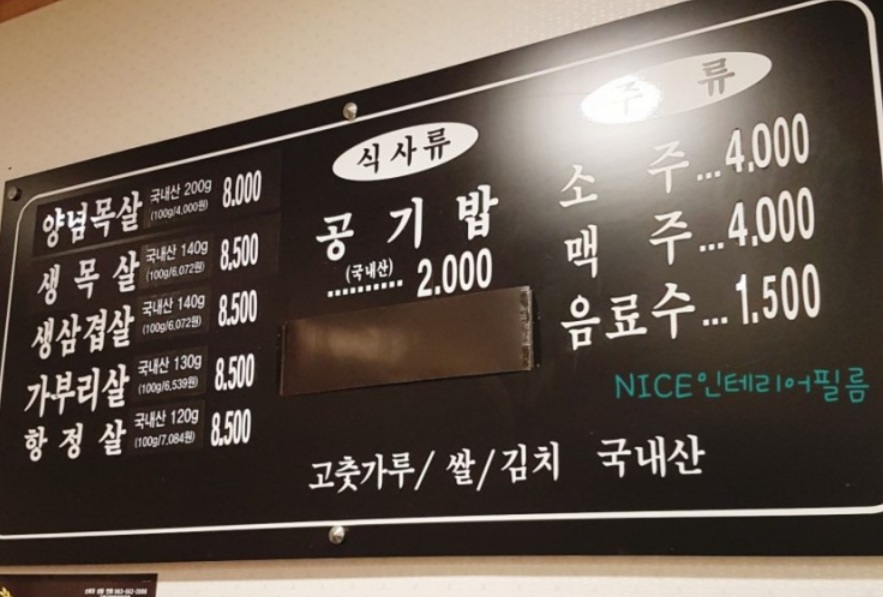 양념목살 국내산 200g (100g/4,000원) 8.000
생목살 국내산 140g (100g/6,072원) 8.500
생삼겹살 국내산 140g (100g/6,072원) 8.500
가부리살 국내산 130g (100g/6,539원) 8.500
항정살 국내산 120g (100g/7,084원) 8.500
식사류
공기밥
(국내산)
.......... 2.000
주류
소주...4,000
맥주...4,000
음료수...1.500
NICE인테리어필름
고춧가루/쌀/김치 국내산